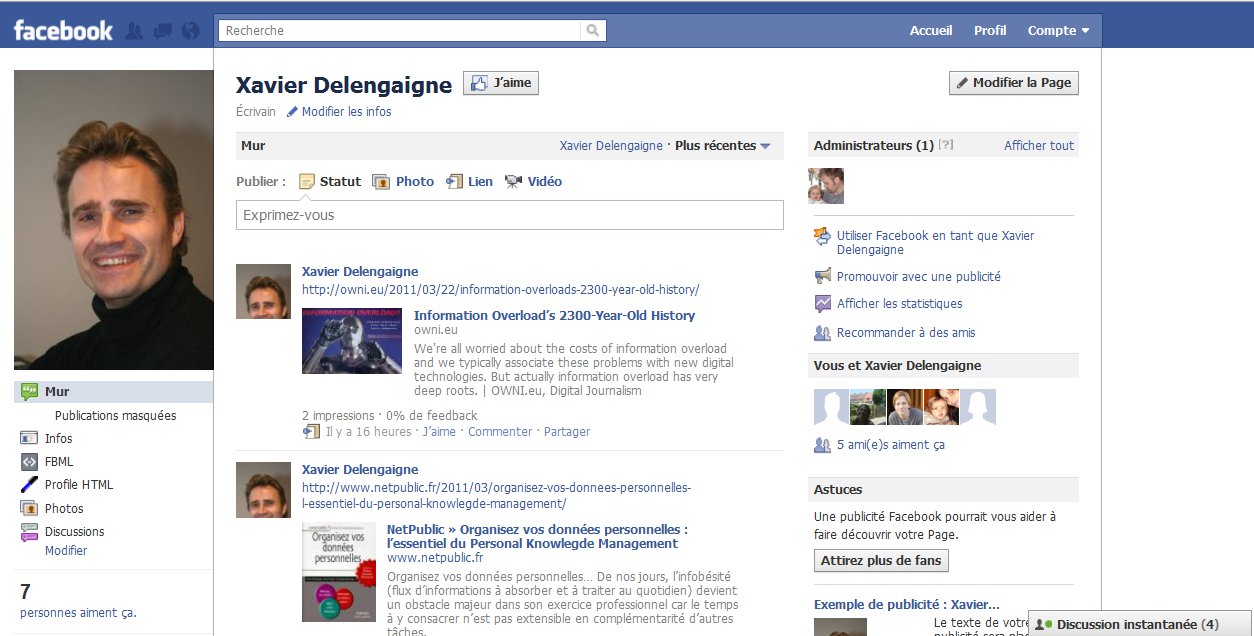 facebook
Recherche
Accueil Profil Compte
Xavier Delengaigne J'aime
Modifier la Page
Écrivain Modifier les infos
Mur Xavier Delengaigne · Plus récentes
Publier : Statut Photo Lien Vidéo
Exprimez-vous
Xavier Delengaigne
http://owni.eu/2011/03/22/information-overloads-2300-year-old-history/
INFORMATION OVERLOAD?
Information Overload's 2300-Year-Old History
owni.eu
We're all worried about the costs of information overload
and we typically associate these problems with new digital
technologies. But actually information overload has very
deep roots. | OWNI.eu, Digital Journalism
2 impressions · 0% de feedback
Il y a 16 heures · J'aime · Commenter · Partager
Xavier Delengaigne
http://www.netpublic.fr/2011/03/organisez-vos-donnees-personnelles-
l-essentiel-du-personal-knowlegde-management/
Organisez vos
données
personnelles
NetPublic » Organisez vos données personnelles :
l'essentiel du Personal Knowlegde Management
www.netpublic.fr
Organisez vos données personnelles... De nos jours, l'infobésité
(flux d'informations à absorber et à traiter au quotidien) devient
un obstacle majeur dans son exercice professionnel car le temps
à y consacrer n'est pas extensible en complémentarité d'autres
tâches.
Mur
Publications masquées
Infos
FBML
Profile HTML
Photos
Discussions
Modifier
7
personnes aiment ça.
Administrateurs (1) [?] Afficher tout
Utiliser Facebook en tant que Xavier
Delengaigne
Promouvoir avec une publicité
Afficher les statistiques
Recommander à des amis
Vous et Xavier Delengaigne
5 ami(e)s aiment ça
Astuces
Une publicité Facebook pourrait vous aider à
faire découvrir votre Page.
Attirez plus de fans
Exemple de publicité : Xavier...
Le texte de votre
publicité sera
Discussion instantanée (4)